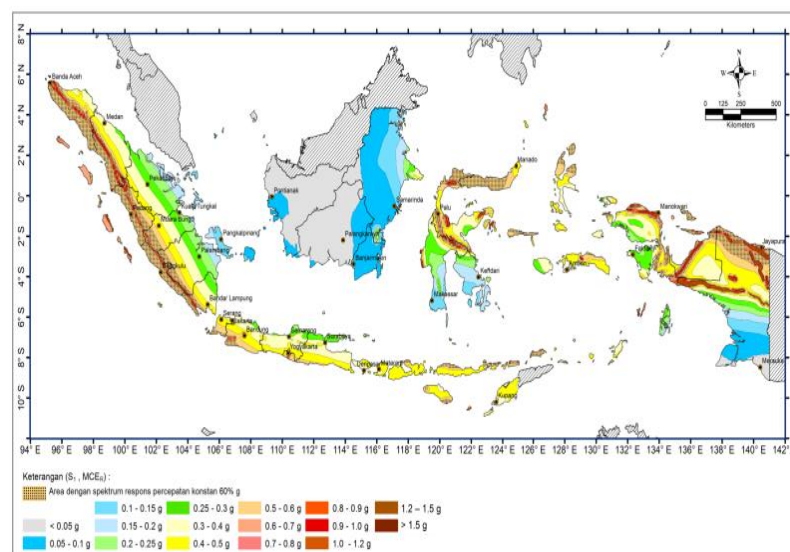 8° N
6° N
4° N
2° N
0°
2° S
4° S
6° S
8° S
10° S
94° E 96° E 98° E 100° E 102° E 104° E 106° E 108° E 110° E 112° E 114° E 116° E 118° E 120° E 122° E 124° E 126° E 128° E 130° E 132° E 134° E 136° E 138° E 140° E 142° E
N
W E
S
0 125 250 500
Kilometers
Banda Aceh
Medan
Pekanbaru
Kuala Tungkal
Padang
Muara Bungo
Pangkalpinang
Palembang
Bengkulu
Bandar Lampung
Serang
Jakarta
Bandung
Semarang
Yogyakarta
Surabaya
Denpasar
Mataram
Kupang
Pontianak
Palangkaraya
Banjarmasin
Samarinda
Manado
Palu
Kendari
Makassar
Manokwari
Jayapura
Merauke
Keterangan (S₁ , MCE_R) :
Area dengan spektrum respons percepatan konstan 60% g
0.1 - 0.15 g 0.25 - 0.3 g 0.5 - 0.6 g 0.8 - 0.9 g 1.2 – 1.5 g
< 0.05 g 0.15 - 0.2 g 0.3 - 0.4 g 0.6 - 0.7 g 0.9 - 1.0 g > 1.5 g
0.05 - 0.1 g 0.2 - 0.25 g 0.4 - 0.5 g 0.7 - 0.8 g 1.0 - 1.2 g